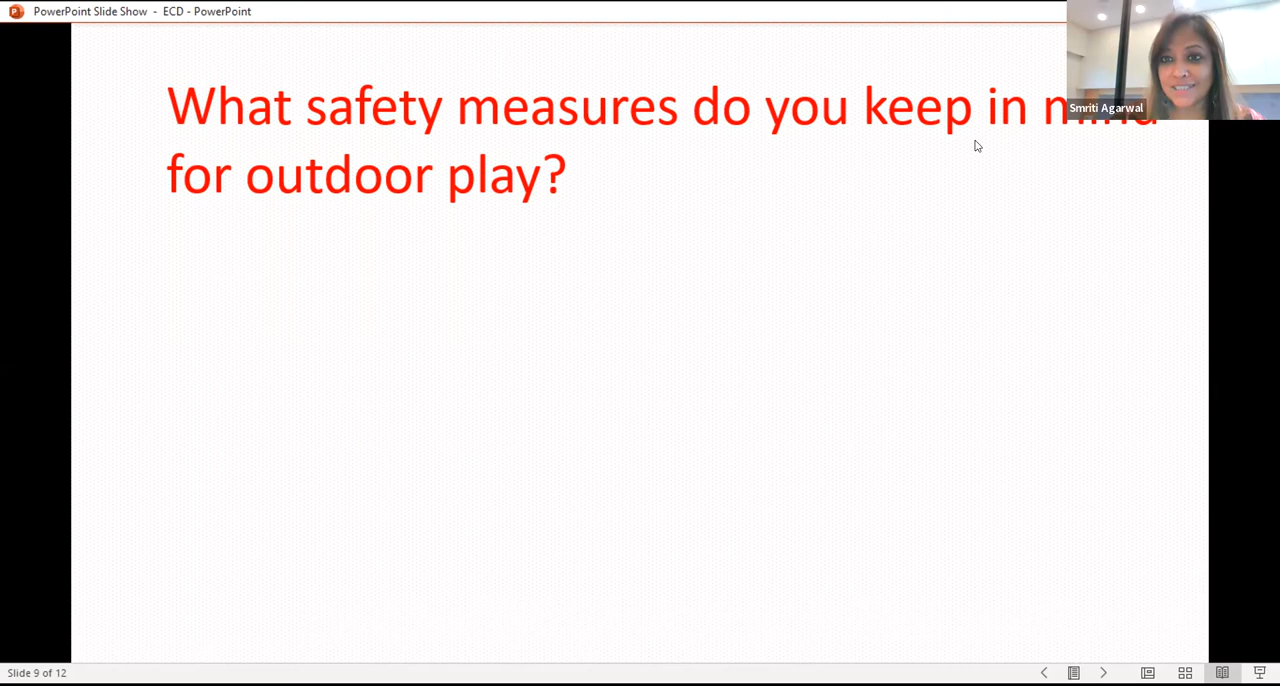 PowerPoint Slide Show - ECD - PowerPoint
Smriti Agarwal
What safety measures do you keep in mind
for outdoor play?
Slide 9 of 12